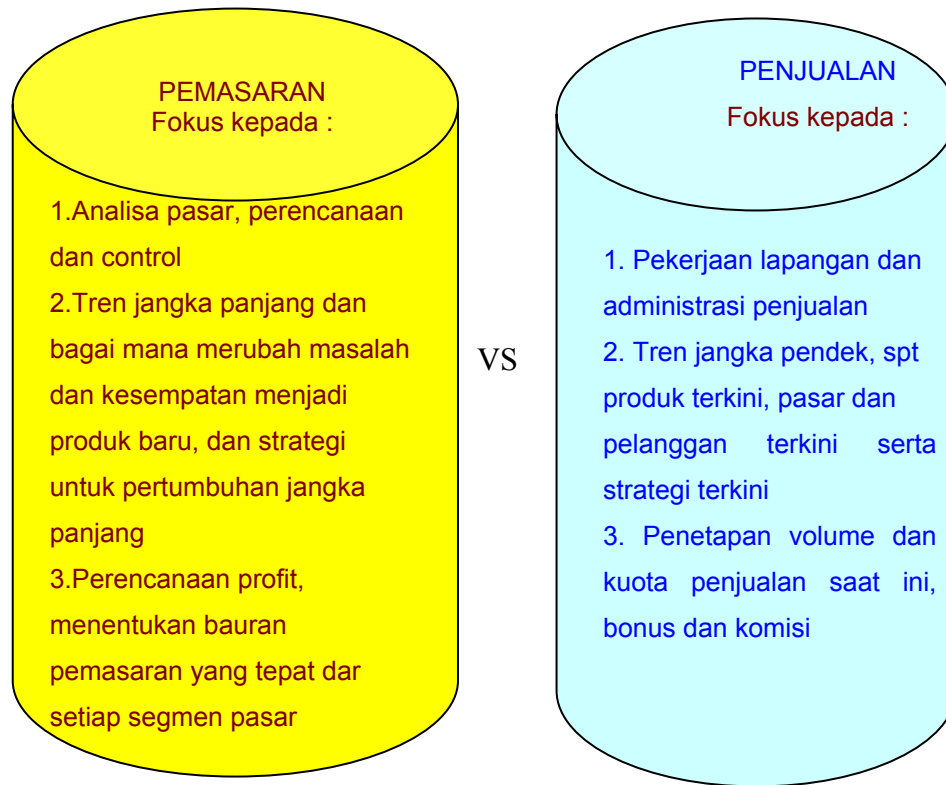 PEMASARAN
Fokus kepada :
1.Analisa pasar, perencanaan
dan control
2.Tren jangka panjang dan
bagai mana merubah masalah
dan kesempatan menjadi
produk baru, dan strategi
untuk pertumbuhan jangka
panjang
3.Perencanaan profit,
menentukan bauran
pemasaran yang tepat dar
setiap segmen pasar
VS
PENJUALAN
Fokus kepada :
1. Pekerjaan lapangan dan
administrasi penjualan
2. Tren jangka pendek, spt
produk terkini, pasar dan
pelanggan terkini serta
strategi terkini
3. Penetapan volume dan
kuota penjualan saat ini,
bonus dan komisi